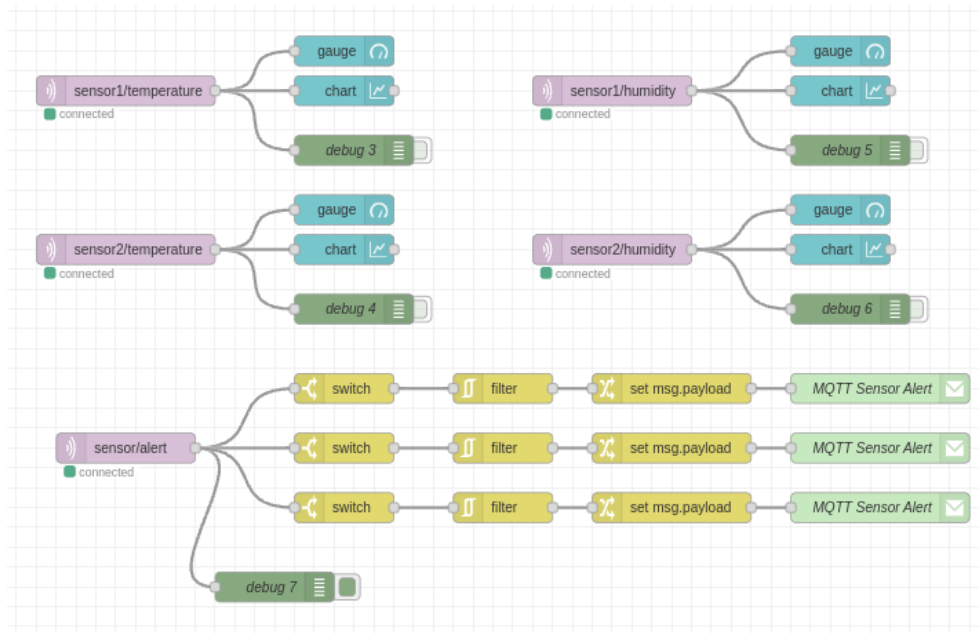 gauge
sensor1/temperature
chart
connected
debug 3
gauge
sensor1/humidity
chart
connected
debug 5
gauge
sensor2/temperature
chart
connected
debug 4
gauge
sensor2/humidity
chart
connected
debug 6
switch filter set msg.payload MQTT Sensor Alert
sensor/alert switch filter set msg.payload MQTT Sensor Alert
connected
switch filter set msg.payload MQTT Sensor Alert
debug 7